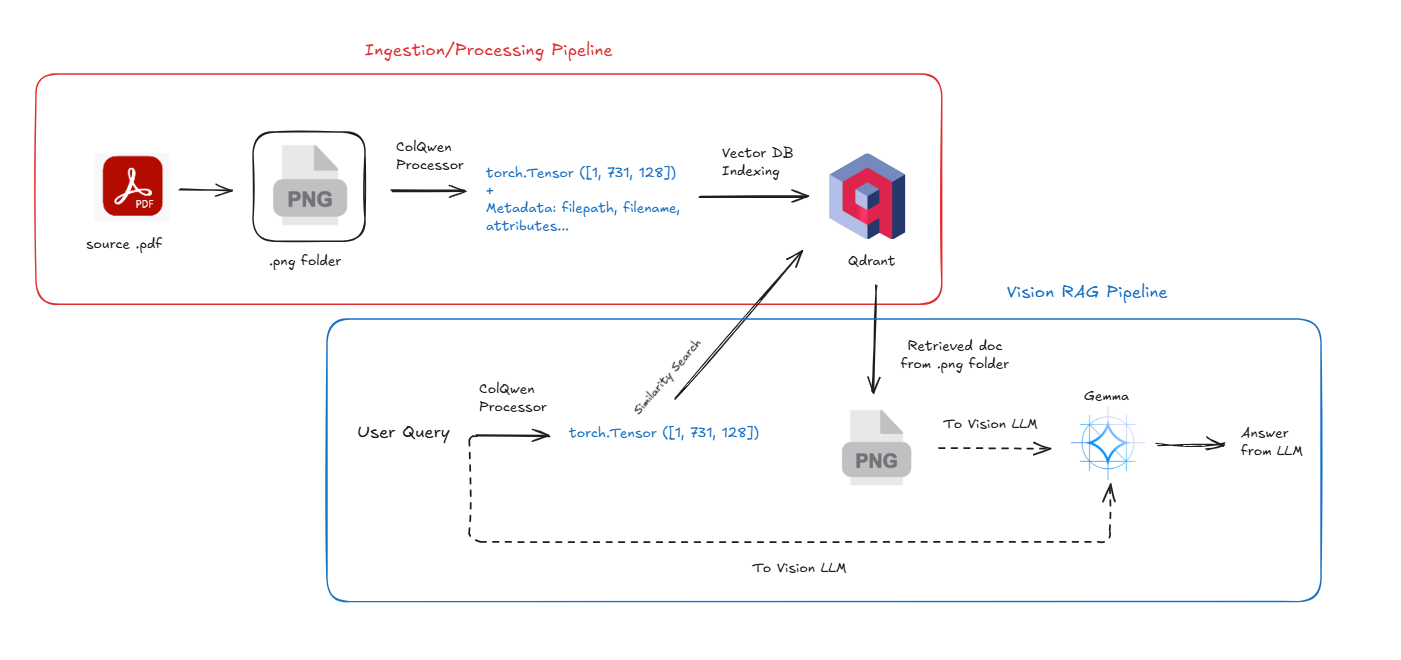 Ingestion/Processing Pipeline
PDF
source .pdf
PNG
.png folder
ColQwen
Processor
torch.Tensor ([1, 731, 128])
+
Metadata: filepath, filename,
attributes...
Vector DB
Indexing
Qdrant
Vision RAG Pipeline
User Query
ColQwen
Processor
torch.Tensor ([1, 731, 128])
Similarity Search
Retrieved doc
from .png folder
PNG
To Vision LLM
Gemma
Answer
from LLM
To Vision LLM